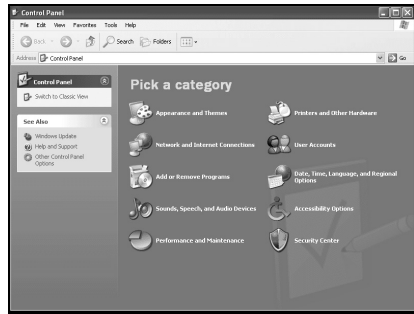 Control Panel
File Edit View Favorites Tools Help
Back Search Folders
Address Control Panel Go
Control Panel
Switch to Classic View
See Also
Windows Update
Help and Support
Other Control Panel
Options
Pick a category
Appearance and Themes
Printers and Other Hardware
Network and Internet Connections
User Accounts
Add or Remove Programs
Date, Time, Language, and Regional
Options
Sounds, Speech, and Audio Devices
Accessibility Options
Performance and Maintenance
Security Center